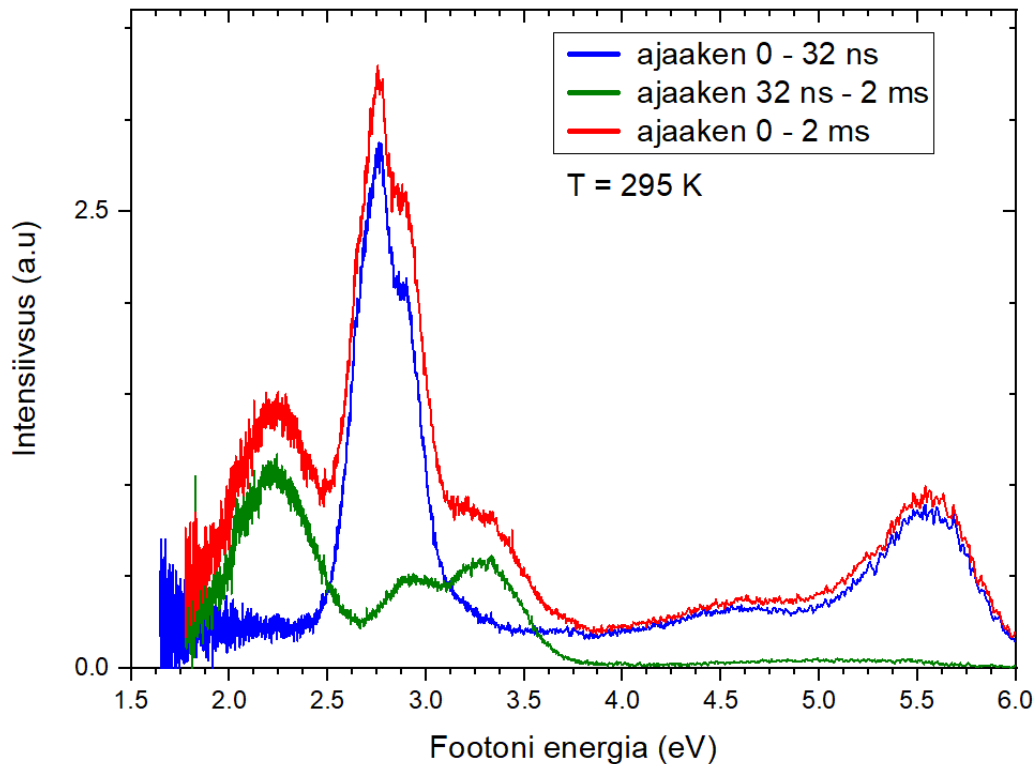 ajaaken 0 - 32 ns
ajaaken 32 ns - 2 ms
ajaaken 0 - 2 ms
T = 295 K
2.5
0.0
Intensiivsus (a.u)
1.5 2.0 2.5 3.0 3.5 4.0 4.5 5.0 5.5 6.0
Footoni energia (eV)